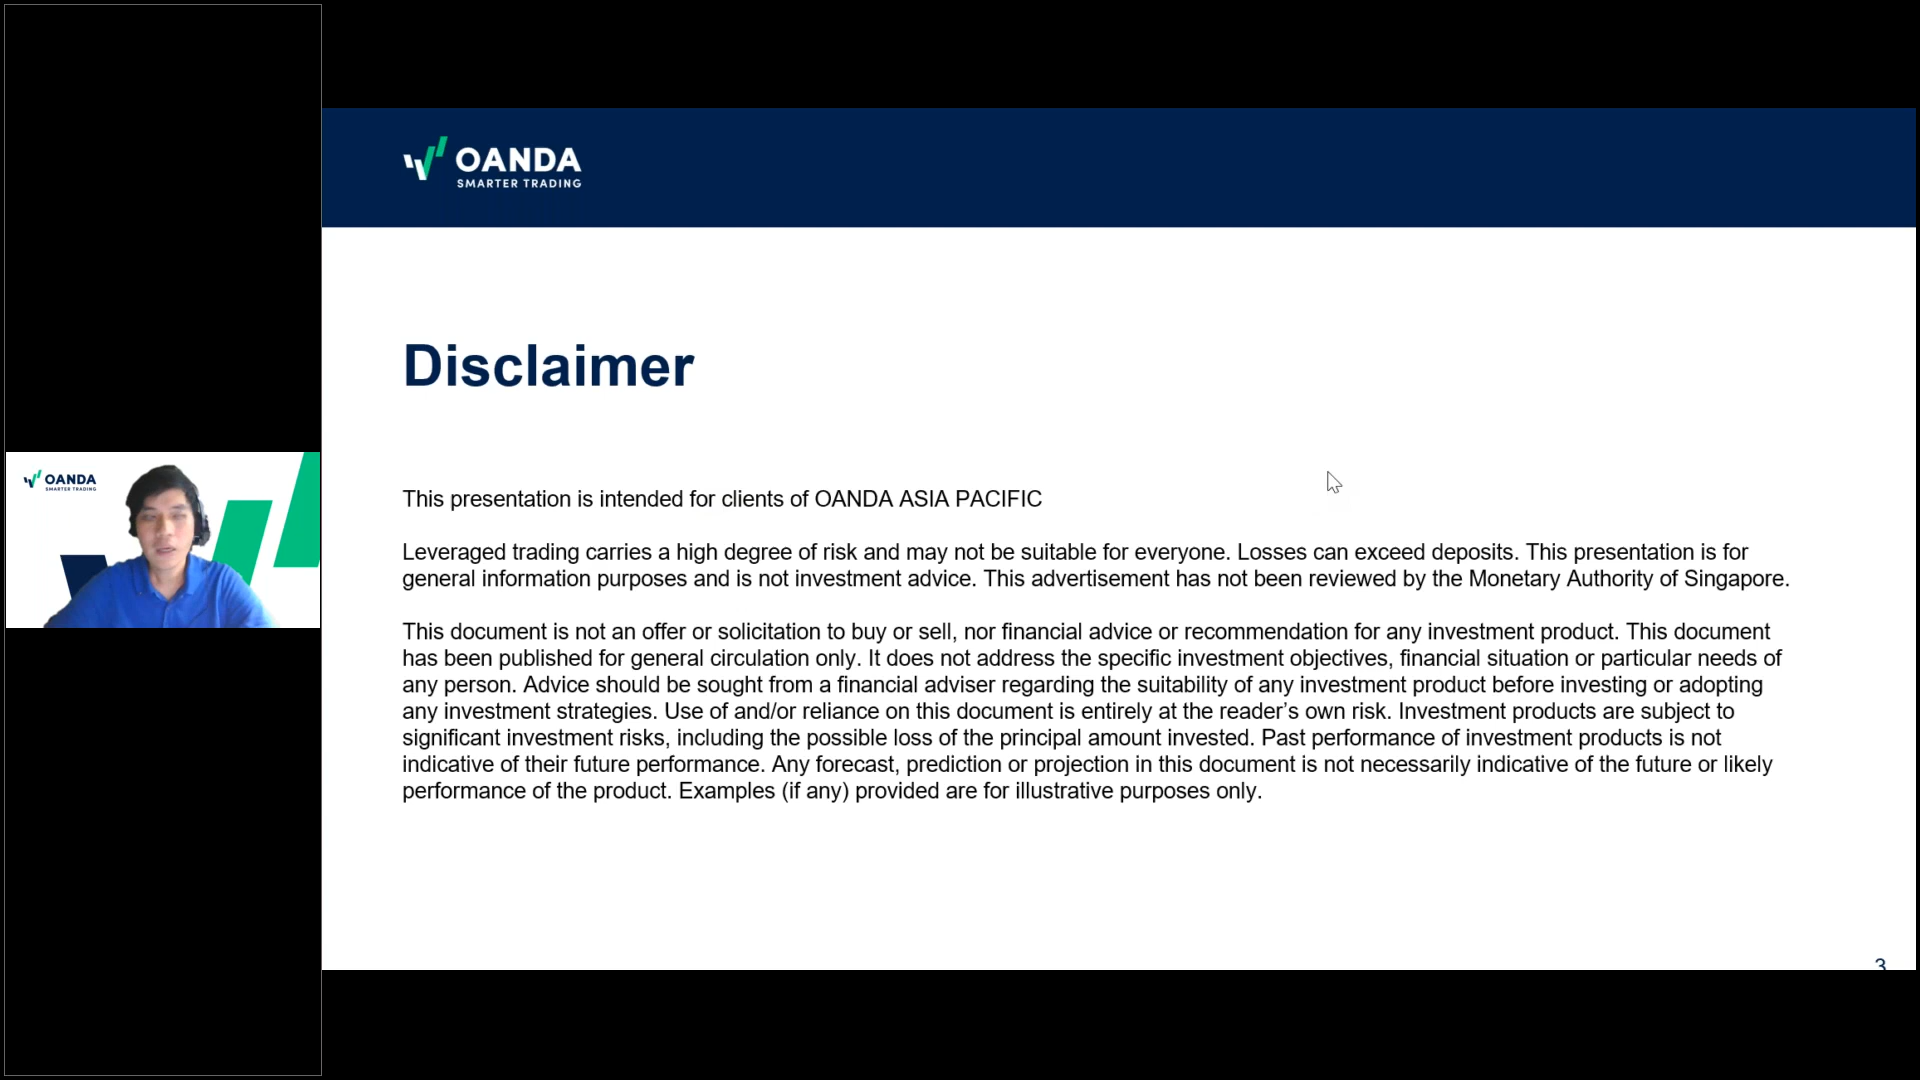 OANDA
SMARTER TRADING
Disclaimer
OANDA
SMARTER TRADING
This presentation is intended for clients of OANDA ASIA PACIFIC
Leveraged trading carries a high degree of risk and may not be suitable for everyone. Losses can exceed deposits. This presentation is for
general information purposes and is not investment advice. This advertisement has not been reviewed by the Monetary Authority of Singapore.
This document is not an offer or solicitation to buy or sell, nor financial advice or recommendation for any investment product. This document
has been published for general circulation only. It does not address the specific investment objectives, financial situation or particular needs of
any person. Advice should be sought from a financial adviser regarding the suitability of any investment product before investing or adopting
any investment strategies. Use of and/or reliance on this document is entirely at the reader’s own risk. Investment products are subject to
significant investment risks, including the possible loss of the principal amount invested. Past performance of investment products is not
indicative of their future performance. Any forecast, prediction or projection in this document is not necessarily indicative of the future or likely
performance of the product. Examples (if any) provided are for illustrative purposes only.
3